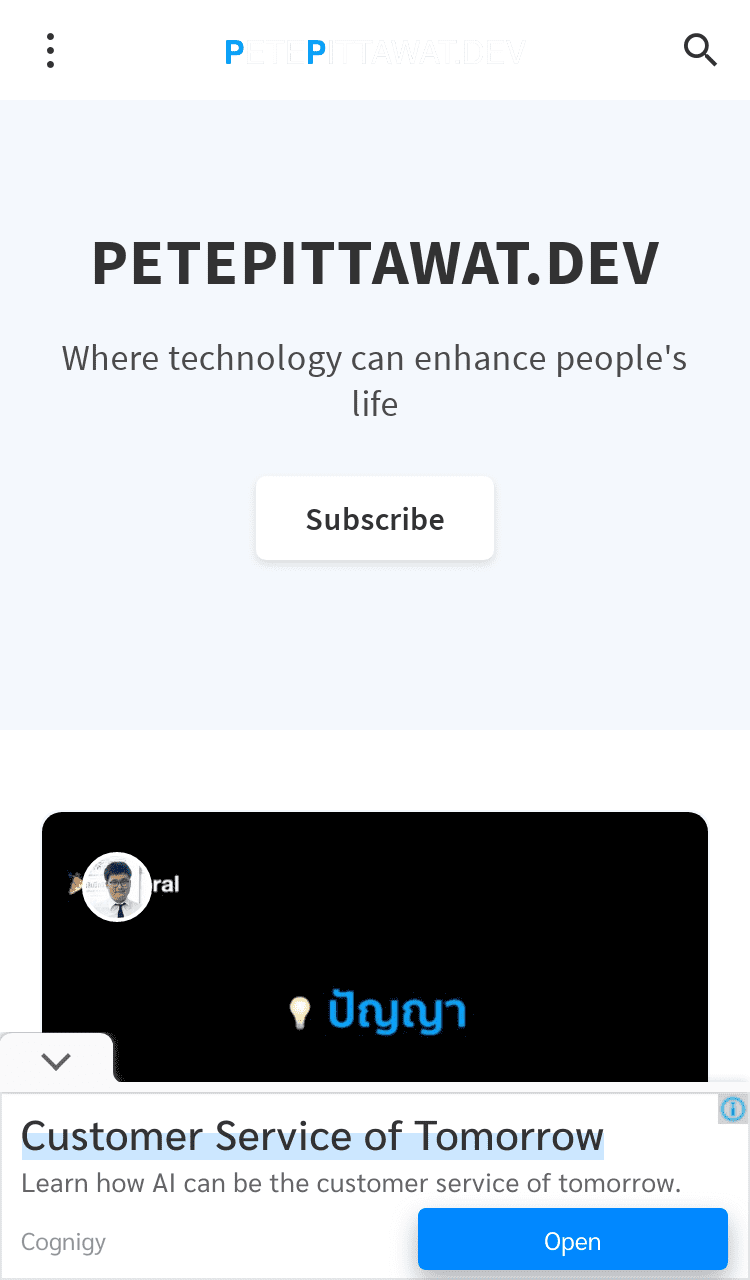 PETEPITTAWAT.DEV
PETEPITTAWAT.DEV
Where technology can enhance people's
life
Subscribe
ral
ปัญญา
Customer Service of Tomorrow
Learn how AI can be the customer service of tomorrow.
Cognigy
Open